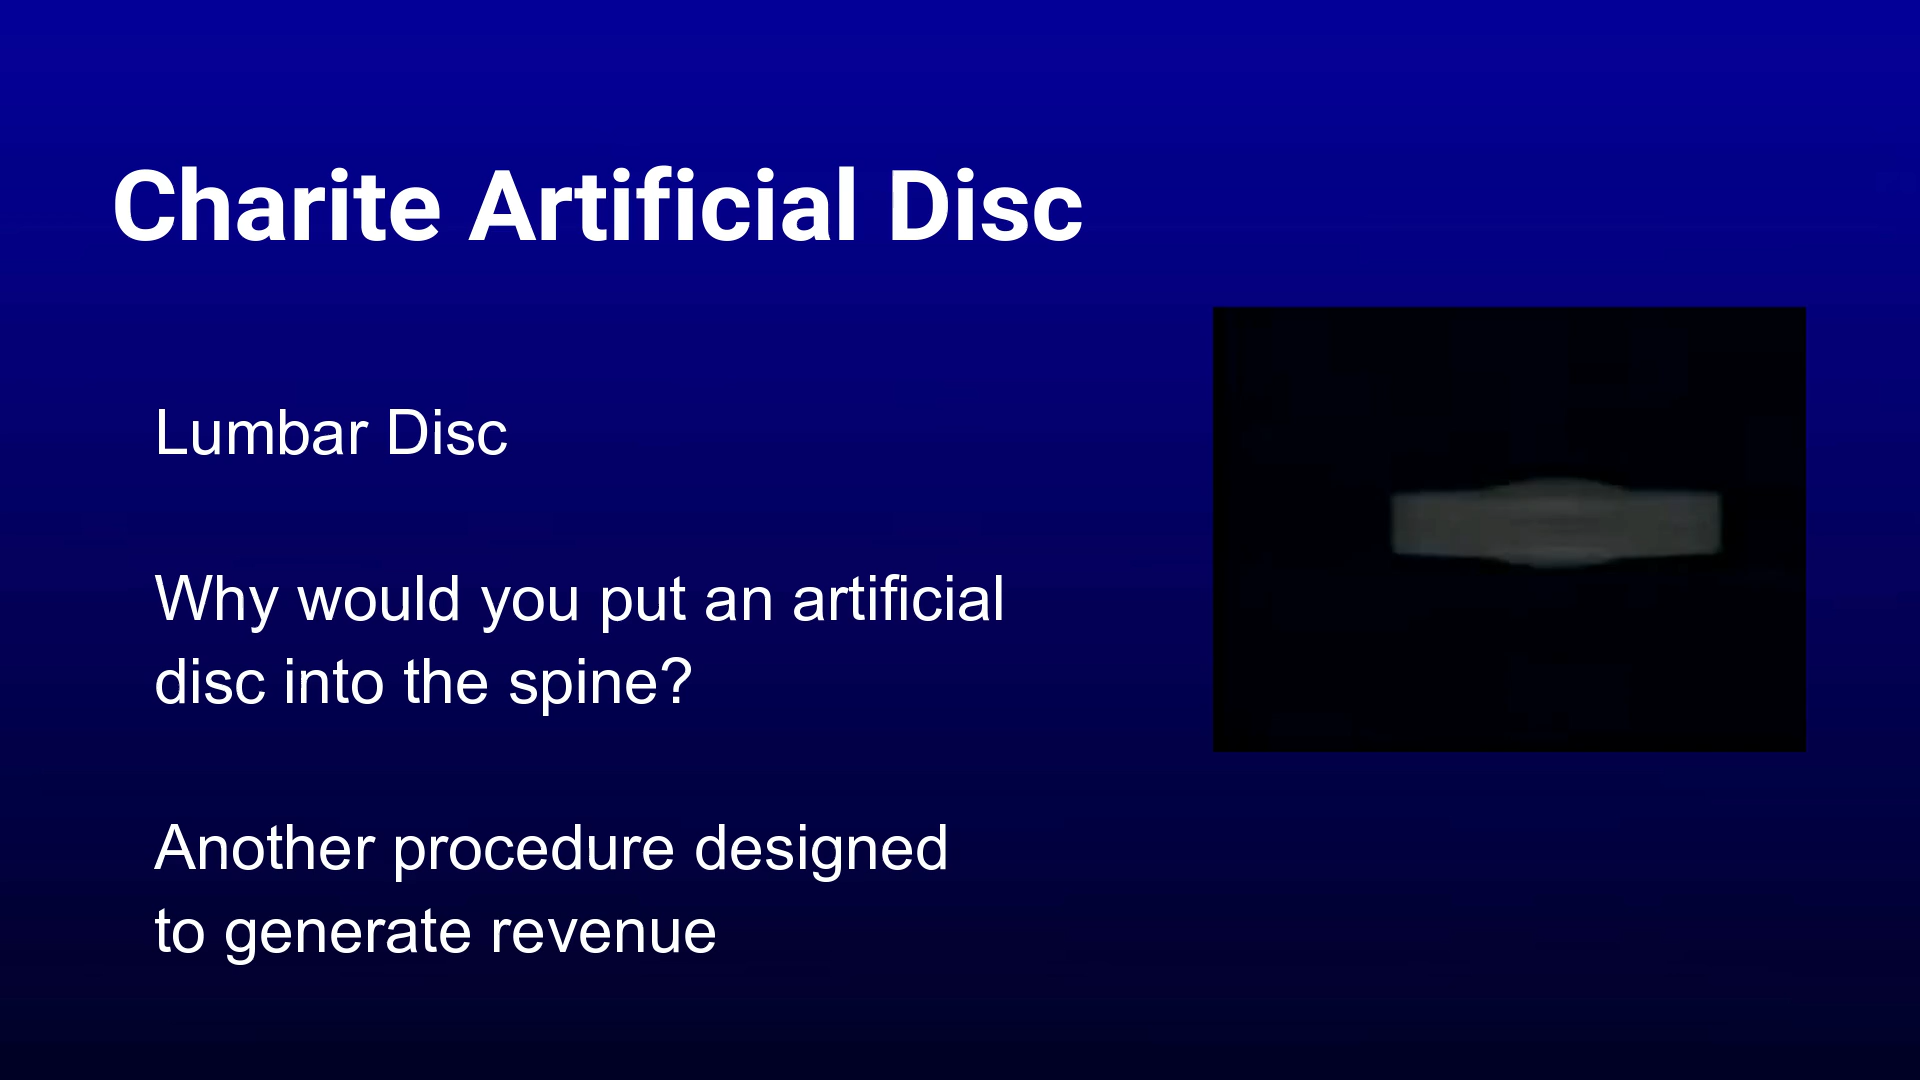 Charite Artificial Disc
Lumbar Disc
Why would you put an artificial
disc into the spine?
Another procedure designed
to generate revenue